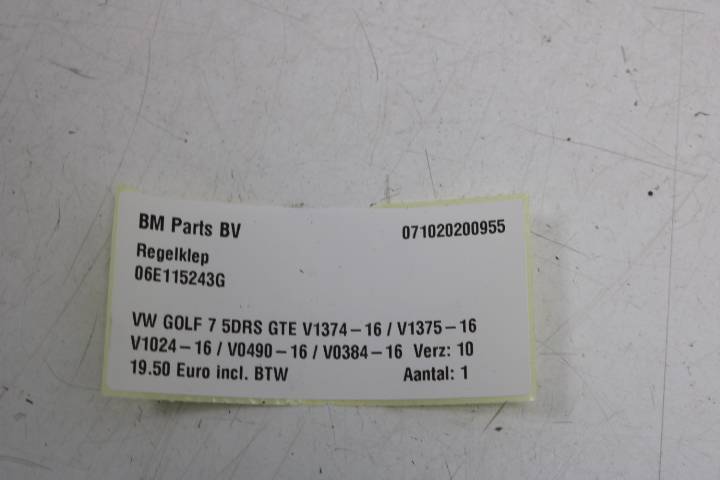 BM Parts BV 071020200955
Regelklep
06E115243G
VW GOLF 7 5DRS GTE V1374-16 / V1375-16
V1024-16 / V0490-16 / V0384-16 Verz: 10
19.50 Euro incl. BTW Aantal: 1